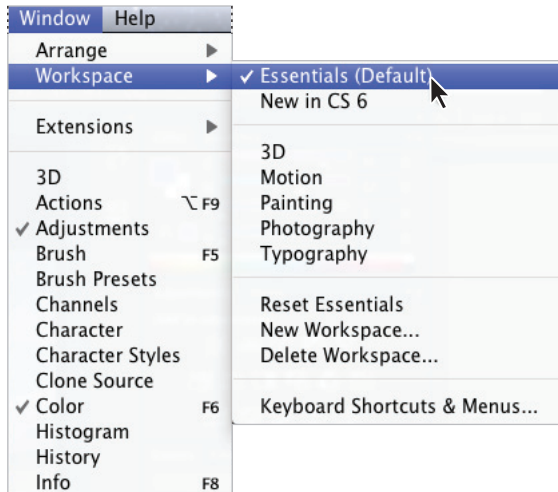 Window Help
Arrange
Workspace
Extensions
3D
Actions ⌥ F9
Adjustments
Brush F5
Brush Presets
Channels
Character
Character Styles
Clone Source
Color F6
Histogram
History
Info F8
Essentials (Default)
New in CS 6
3D
Motion
Painting
Photography
Typography
Reset Essentials
New Workspace...
Delete Workspace...
Keyboard Shortcuts & Menus...